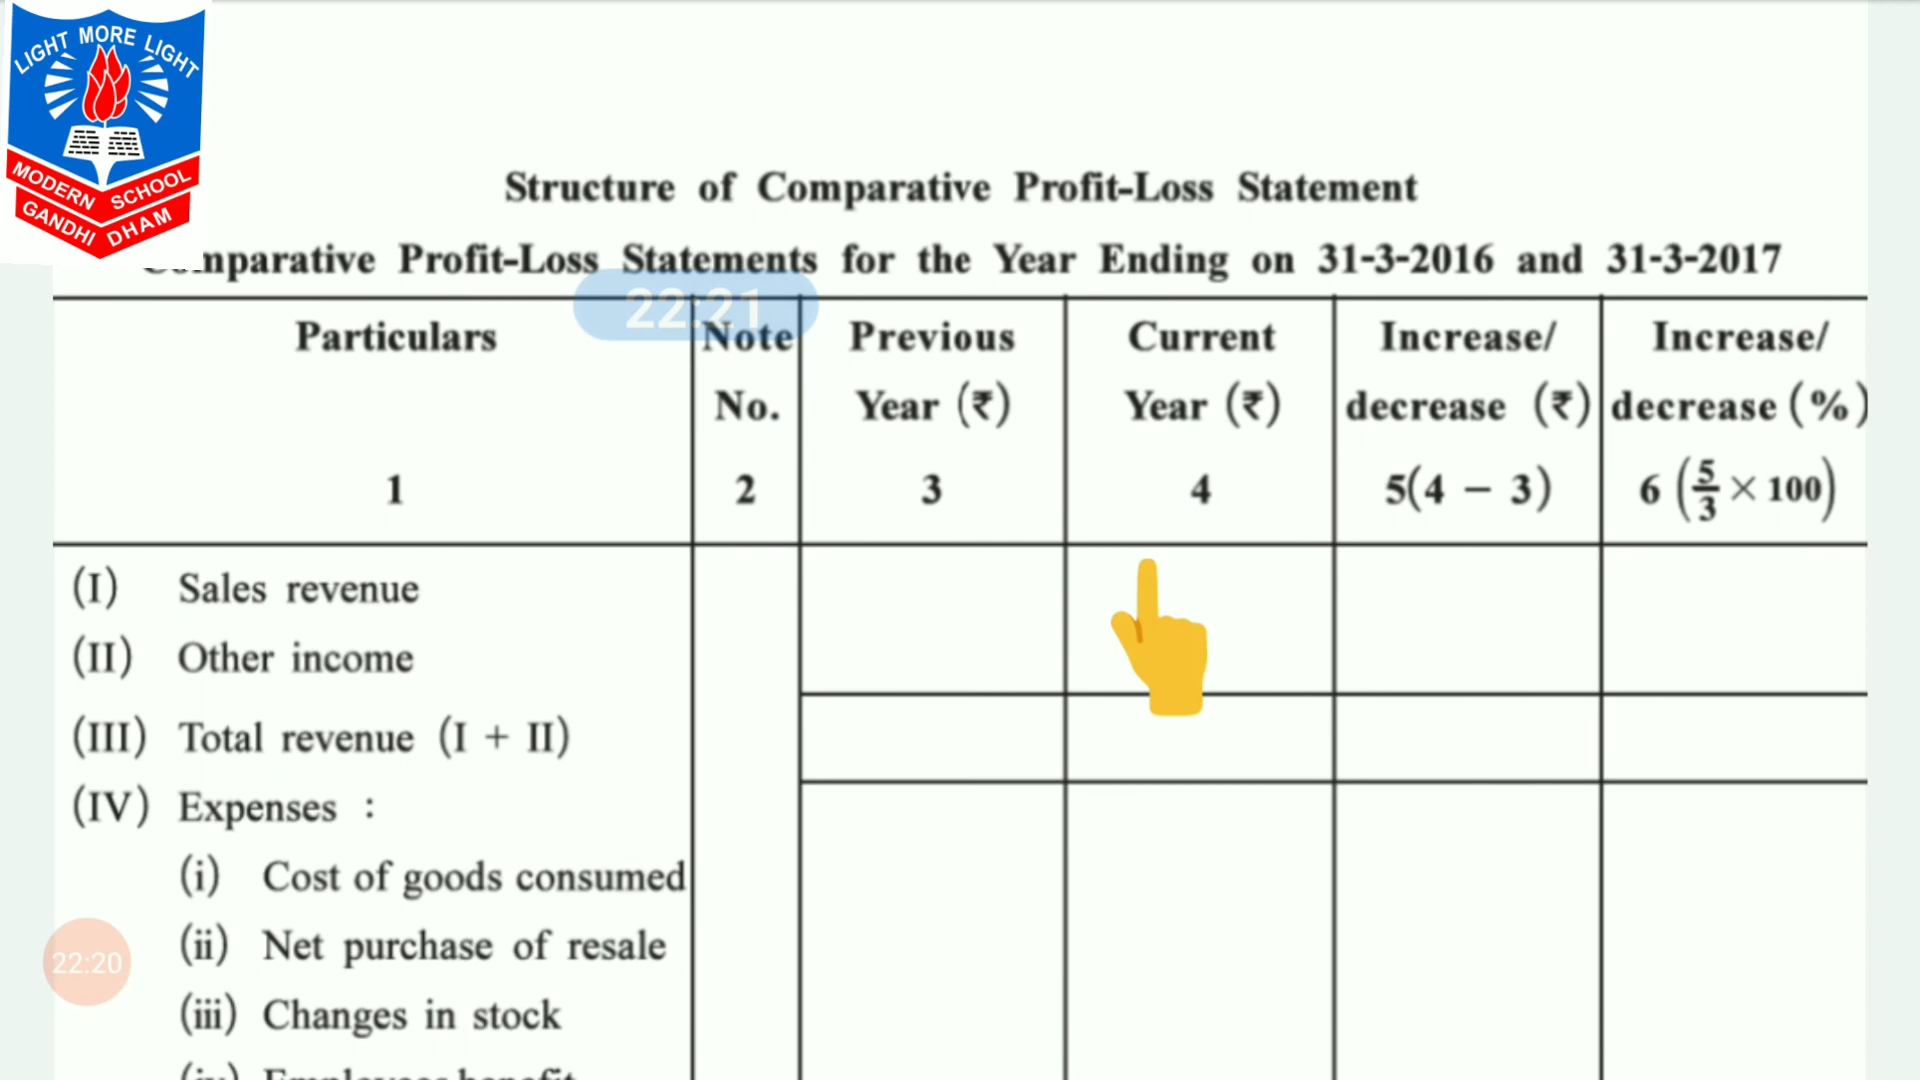 LIGHT MORE LIGHT
MODERN SCHOOL
GANDHI DHAM
Structure of Comparative Profit-Loss Statement
Profit-Loss Statements for the Year Ending on 31-3-2016 and 31-3-2017
22:21
Particulars Note Previous Current Increase/ Increase/
No. Year (₹) Year (₹) decrease (₹) decrease (%)
1 2 3 4 5(4 – 3) 6 (5/3 × 100)
(I) Sales revenue
(II) Other income
(III) Total revenue (I + II)
(IV) Expenses :
(i) Cost of goods consumed
(ii) Net purchase of resale
22:20
(iii) Changes in stock